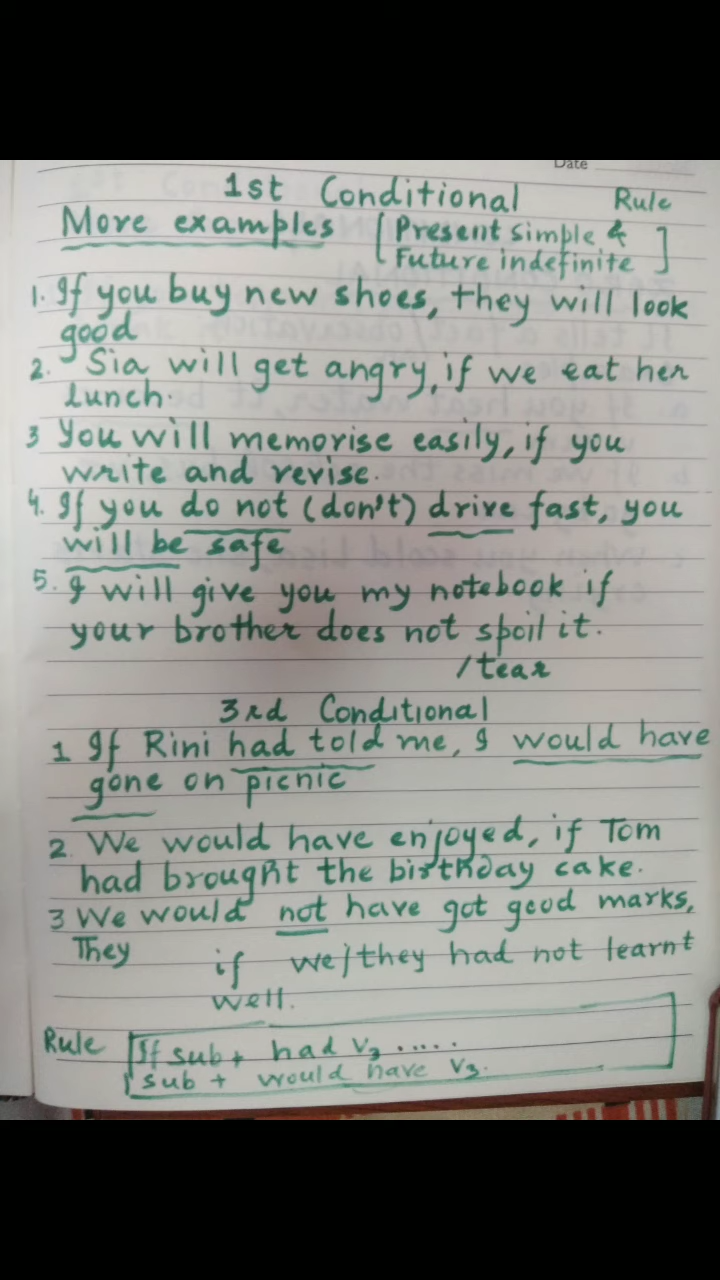 Date
1st Conditional Rule
More examples [Present simple &
Future indefinite]
1. If you buy new shoes, they will look
good
2. Sia will get angry, if we eat her
lunch.
3 You will memorise easily, if you
write and revise.
4. If you do not (don't) drive fast, you
will be safe
5. I will give you my notebook if
your brother does not spoil it.
/tear
3rd Conditional
1 If Rini had told me, I would have
gone on picnic
2. We would have enjoyed, if Tom
had brought the birthday cake.
3 We would not have got good marks,
They if we/they had not learnt
well.
Rule If sub + had V3 .....
sub + would have V3.